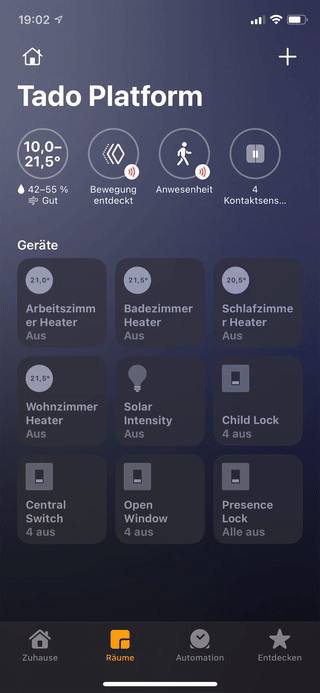 19:02
Tado Platform
10,0–
21,5°
42–55 %
Gut
Bewegung
entdeckt
Anwesenheit
4
Kontaktsens...
Geräte
21,0°
Arbeitszimm
er Heater
Aus
21,5°
Badezimmer
Heater
Aus
20,5°
Schlafzimme
r Heater
Aus
21,5°
Wohnzimmer
Heater
Aus
Solar
Intensity
Aus
Child Lock
4 aus
Central
Switch
4 aus
Open
Window
4 aus
Presence
Lock
Alle aus
Zuhause
Räume
Automation
Entdecken